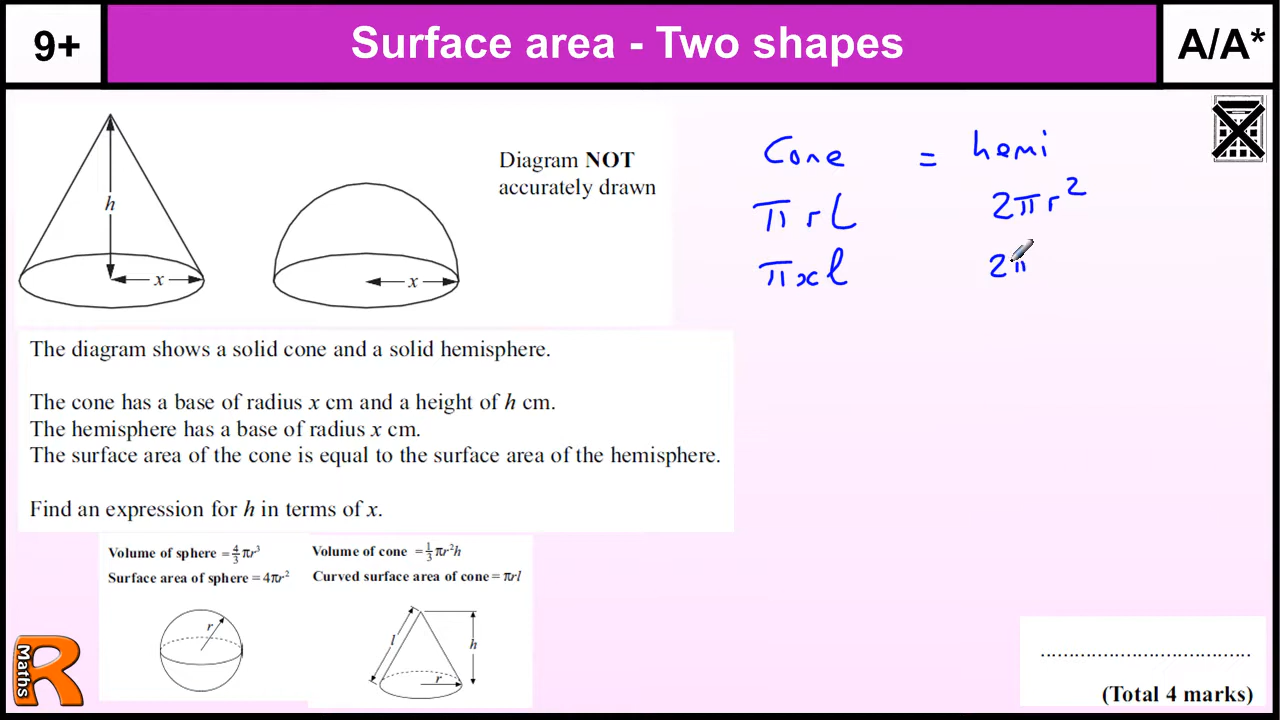 9+
Surface area - Two shapes
A/A*
h
x
x
Diagram NOT
accurately drawn
Cone = hemi
πrL 2πr²
πxl 2π
The diagram shows a solid cone and a solid hemisphere.
The cone has a base of radius x cm and a height of h cm.
The hemisphere has a base of radius x cm.
The surface area of the cone is equal to the surface area of the hemisphere.
Find an expression for h in terms of x.
Volume of sphere = 4/3 πr³
Surface area of sphere = 4πr²
r
Volume of cone = 1/3 πr²h
Curved surface area of cone = πrl
l
h
r
R Maths
....................................
(Total 4 marks)